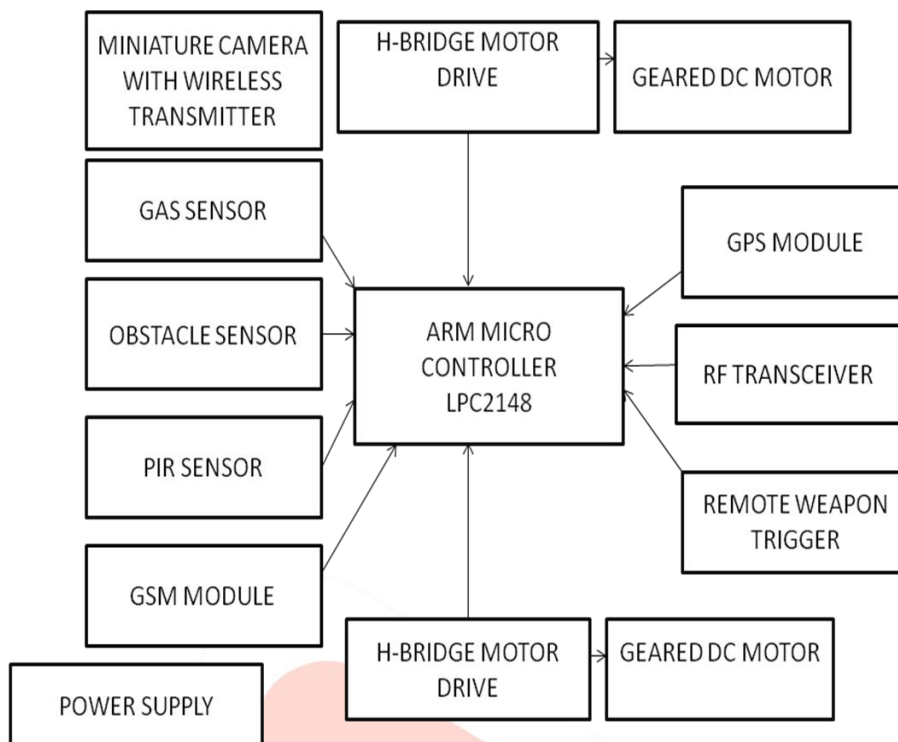 MINIATURE CAMERA
WITH WIRELESS
TRANSMITTER
H-BRIDGE MOTOR
DRIVE
GEARED DC MOTOR
GAS SENSOR
GPS MODULE
OBSTACLE SENSOR
ARM MICRO
CONTROLLER
LPC2148
RF TRANSCEIVER
PIR SENSOR
REMOTE WEAPON
TRIGGER
GSM MODULE
H-BRIDGE MOTOR
DRIVE
GEARED DC MOTOR
POWER SUPPLY